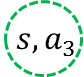 s, a₃